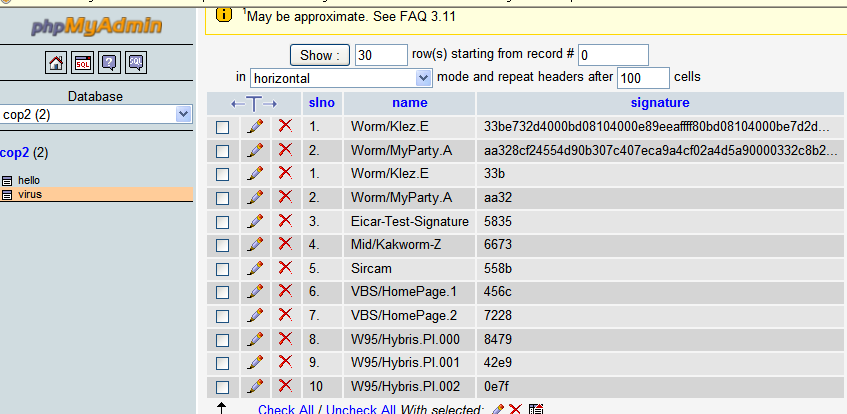 phpMyAdmin
SQL
?
SQL
Database
cop2 (2)
cop2 (2)
hello
virus
1May be approximate. See FAQ 3.11
Show : 30 row(s) starting from record # 0
in horizontal mode and repeat headers after 100 cells
←T→ slno name signature
1. Worm/Klez.E 33be732d4000bd08104000e89eeaffff80bd08104000be7d2d...
2. Worm/MyParty.A aa328cf24554d90b307c407eca9a4cf02a4d5a90000332c8b2...
1. Worm/Klez.E 33b
2. Worm/MyParty.A aa32
3. Eicar-Test-Signature 5835
4. Mid/Kakworm-Z 6673
5. Sircam 558b
6. VBS/HomePage.1 456c
7. VBS/HomePage.2 7228
8. W95/Hybris.PI.000 8479
9. W95/Hybris.PI.001 42e9
10 W95/Hybris.PI.002 0e7f
Check All / Uncheck All With selected: